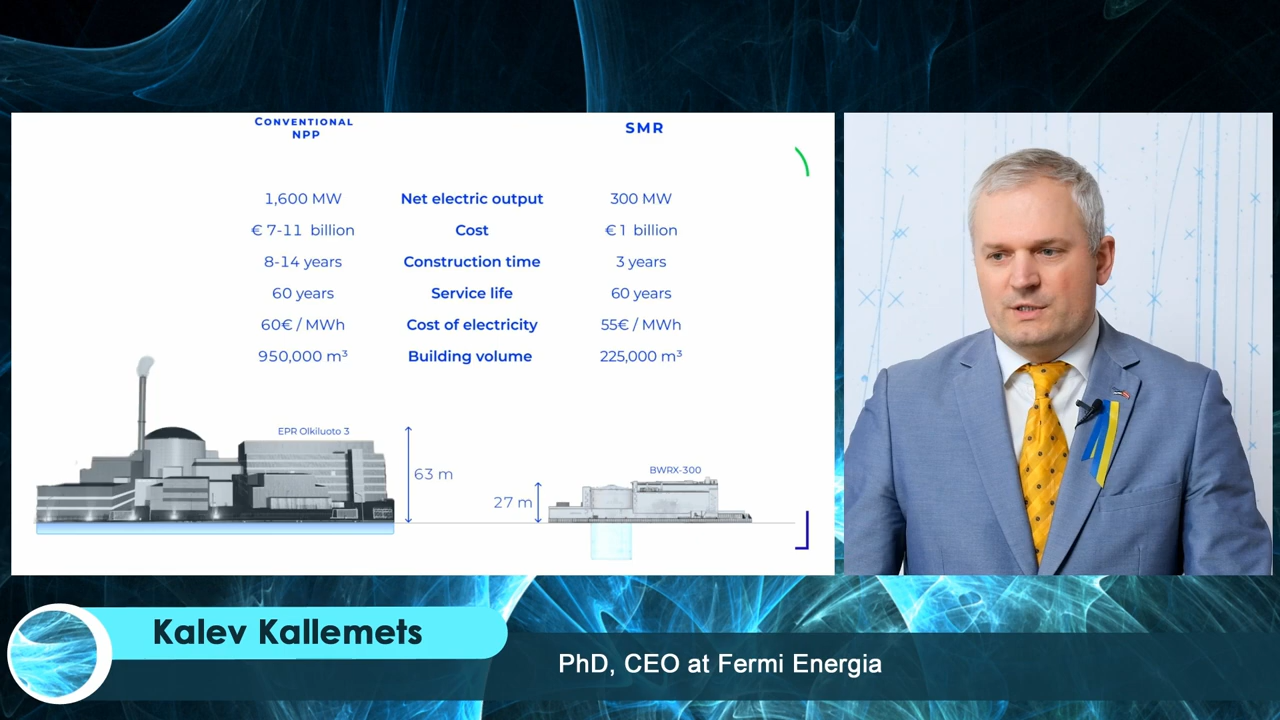 CONVENTIONAL
NPP
SMR
1,600 MW Net electric output 300 MW
€ 7-11 billion Cost € 1 billion
8-14 years Construction time 3 years
60 years Service life 60 years
60€ / MWh Cost of electricity 55€ / MWh
950,000 m³ Building volume 225,000 m³
EPR Olkiluoto 3
63 m
BWRX-300
27 m
Kalev Kallemets
PhD, CEO at Fermi Energia